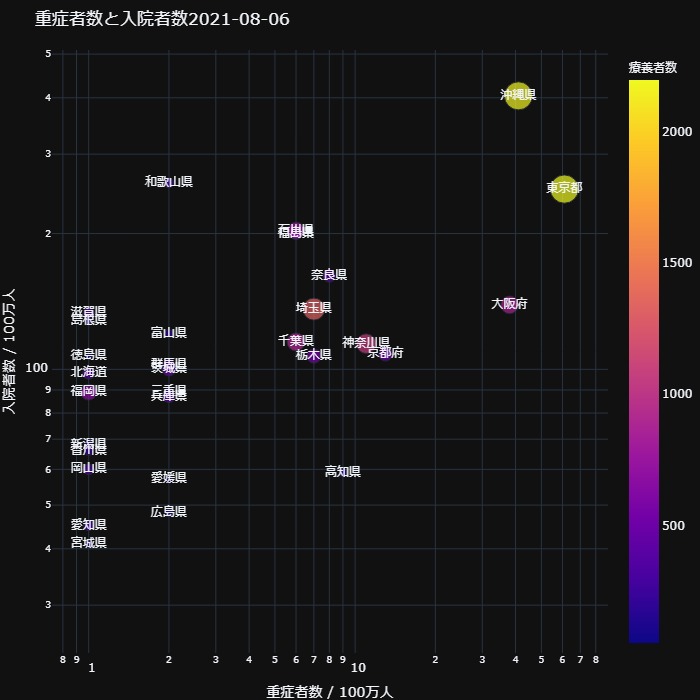 重症者数と入院者数2021-08-06
療養者数
5
4
3
2
100
9
8
7
6
5
4
3
入院者数 / 100万人
沖縄県
東京都
和歌山県
石川県
福島県
奈良県
大阪府
埼玉県
滋賀県
島根県
富山県
千葉県
神奈川県
京都府
栃木県
徳島県
群馬県
茨城県
北海道
福岡県
三重県
兵庫県
新潟県
香川県
岡山県
愛媛県
高知県
広島県
愛知県
宮城県
2000
1500
1000
500
8 9 1 2 3 4 5 6 7 8 9 10 2 3 4 5 6 7 8
重症者数 / 100万人